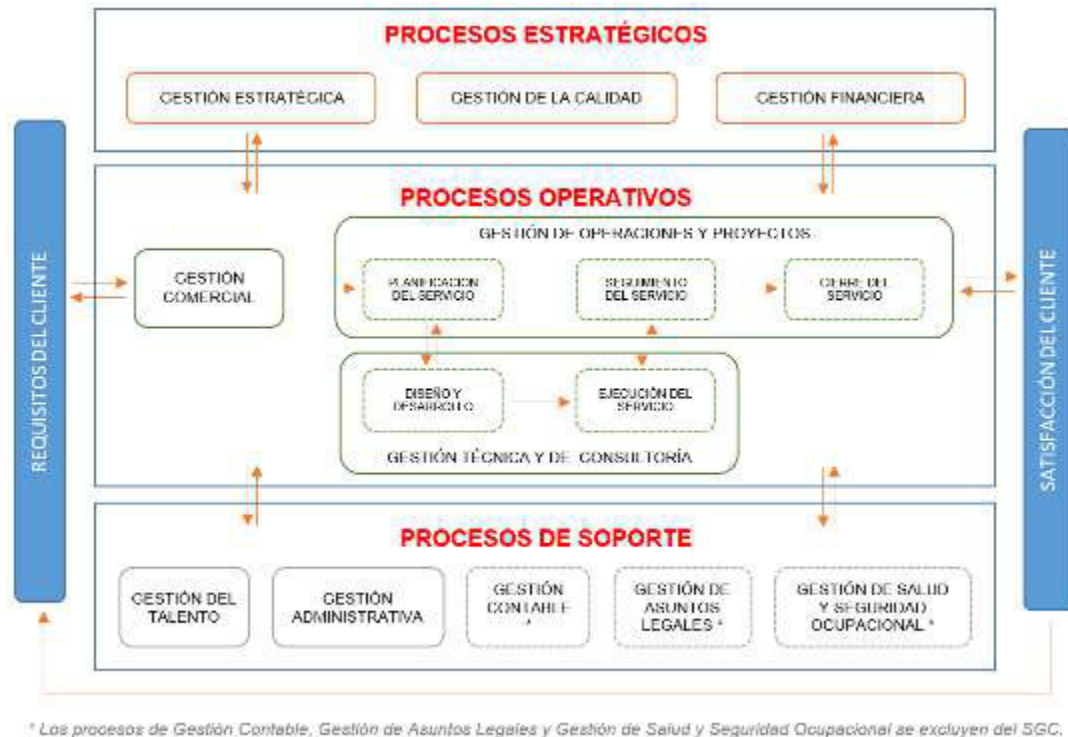 PROCESOS ESTRATÉGICOS
GESTIÓN ESTRATÉGICA
GESTIÓN DE LA CALIDAD
GESTIÓN FINANCIERA
REQUISITOS DEL CLIENTE
PROCESOS OPERATIVOS
GESTIÓN
COMERCIAL
GESTIÓN DE OPERACIONES Y PROYECTOS
PLANIFICACION
DEL SERVICIO
SEGUIMIENTO
DEL SERVICIO
CIERRE DEL
SERVICIO
DISEÑO Y
DESARROLLO
EJECUCIÓN DEL
SERVICIO
GESTIÓN TÉCNICA Y DE CONSULTORÍA
SATISFACCIÓN DEL CLIENTE
PROCESOS DE SOPORTE
GESTIÓN DEL
TALENTO
GESTIÓN
ADMINISTRATIVA
GESTIÓN
CONTABLE
*
GESTIÓN DE
ASUNTOS
LEGALES *
GESTIÓN DE SALUD
Y SEGURIDAD
OCUPACIONAL *
* Los procesos de Gestión Contable, Gestión de Asuntos Legales y Gestión de Salud y Seguridad Ocupacional se excluyen del SGC.